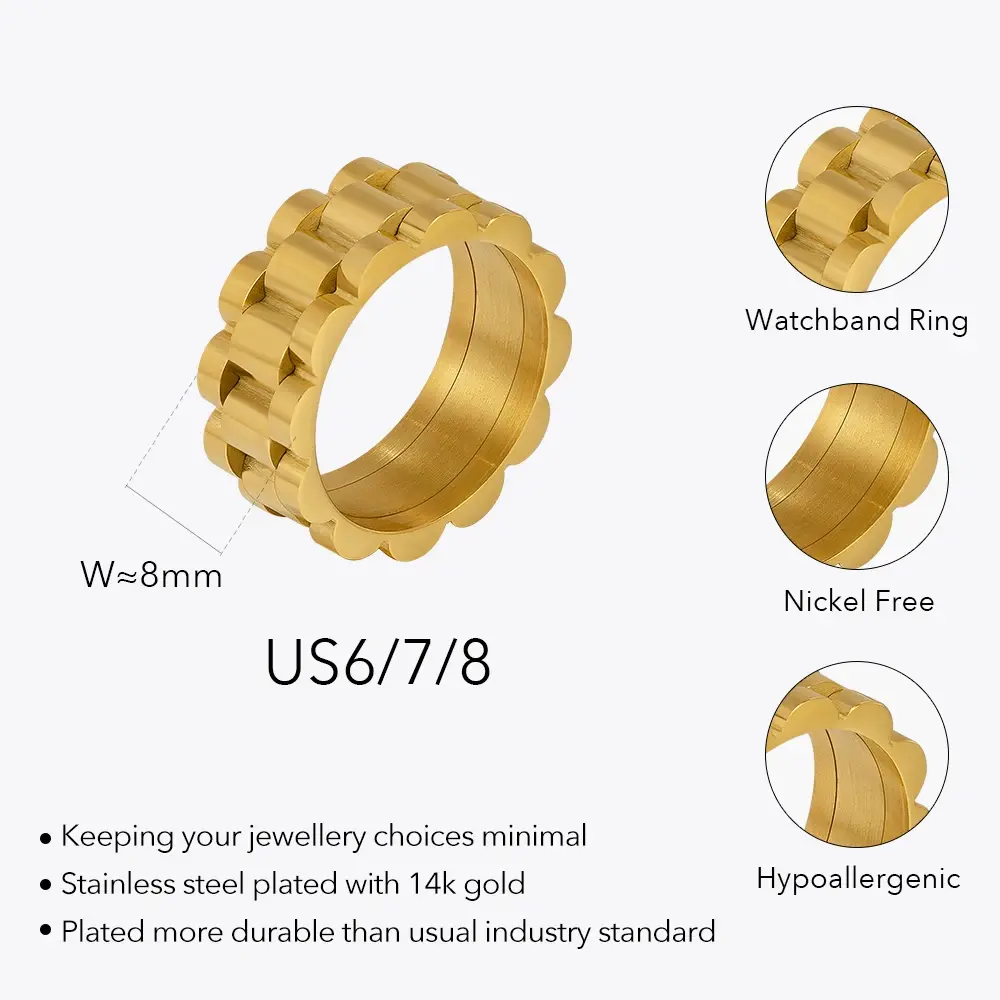 Watchband Ring
Nickel Free
W≈8mm
US6/7/8
Hypoallergenic
• Keeping your jewellery choices minimal
• Stainless steel plated with 14k gold
• Plated more durable than usual industry standard